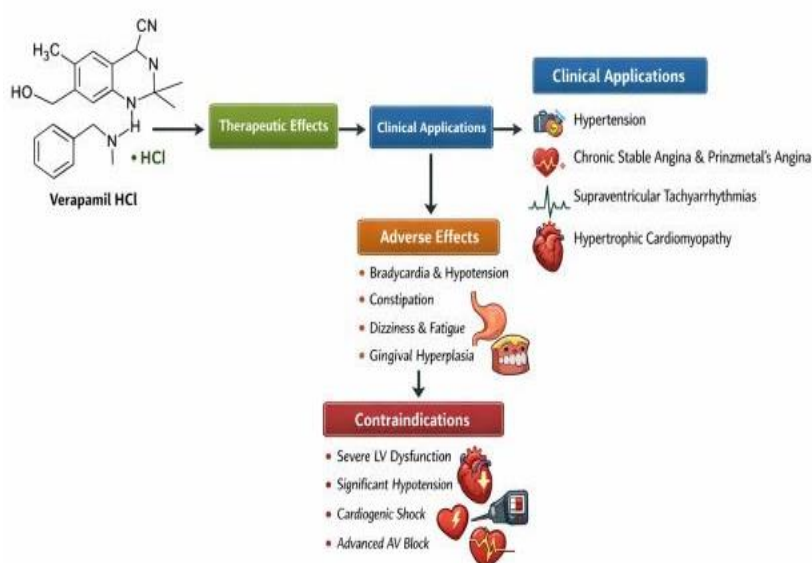 CN
H₃C
N
HO
N
H
N
• HCl
Verapamil HCl
Therapeutic Effects
Clinical Applications
Clinical Applications
Hypertension
Chronic Stable Angina & Prinzmetal's Angina
Supraventricular Tachyarrhythmias
Hypertrophic Cardiomyopathy
Adverse Effects
• Bradycardia & Hypotension
• Constipation
• Dizziness & Fatigue
• Gingival Hyperplasia
Contraindications
• Severe LV Dysfunction
• Significant Hypotension
• Cardiogenic Shock
• Advanced AV Block